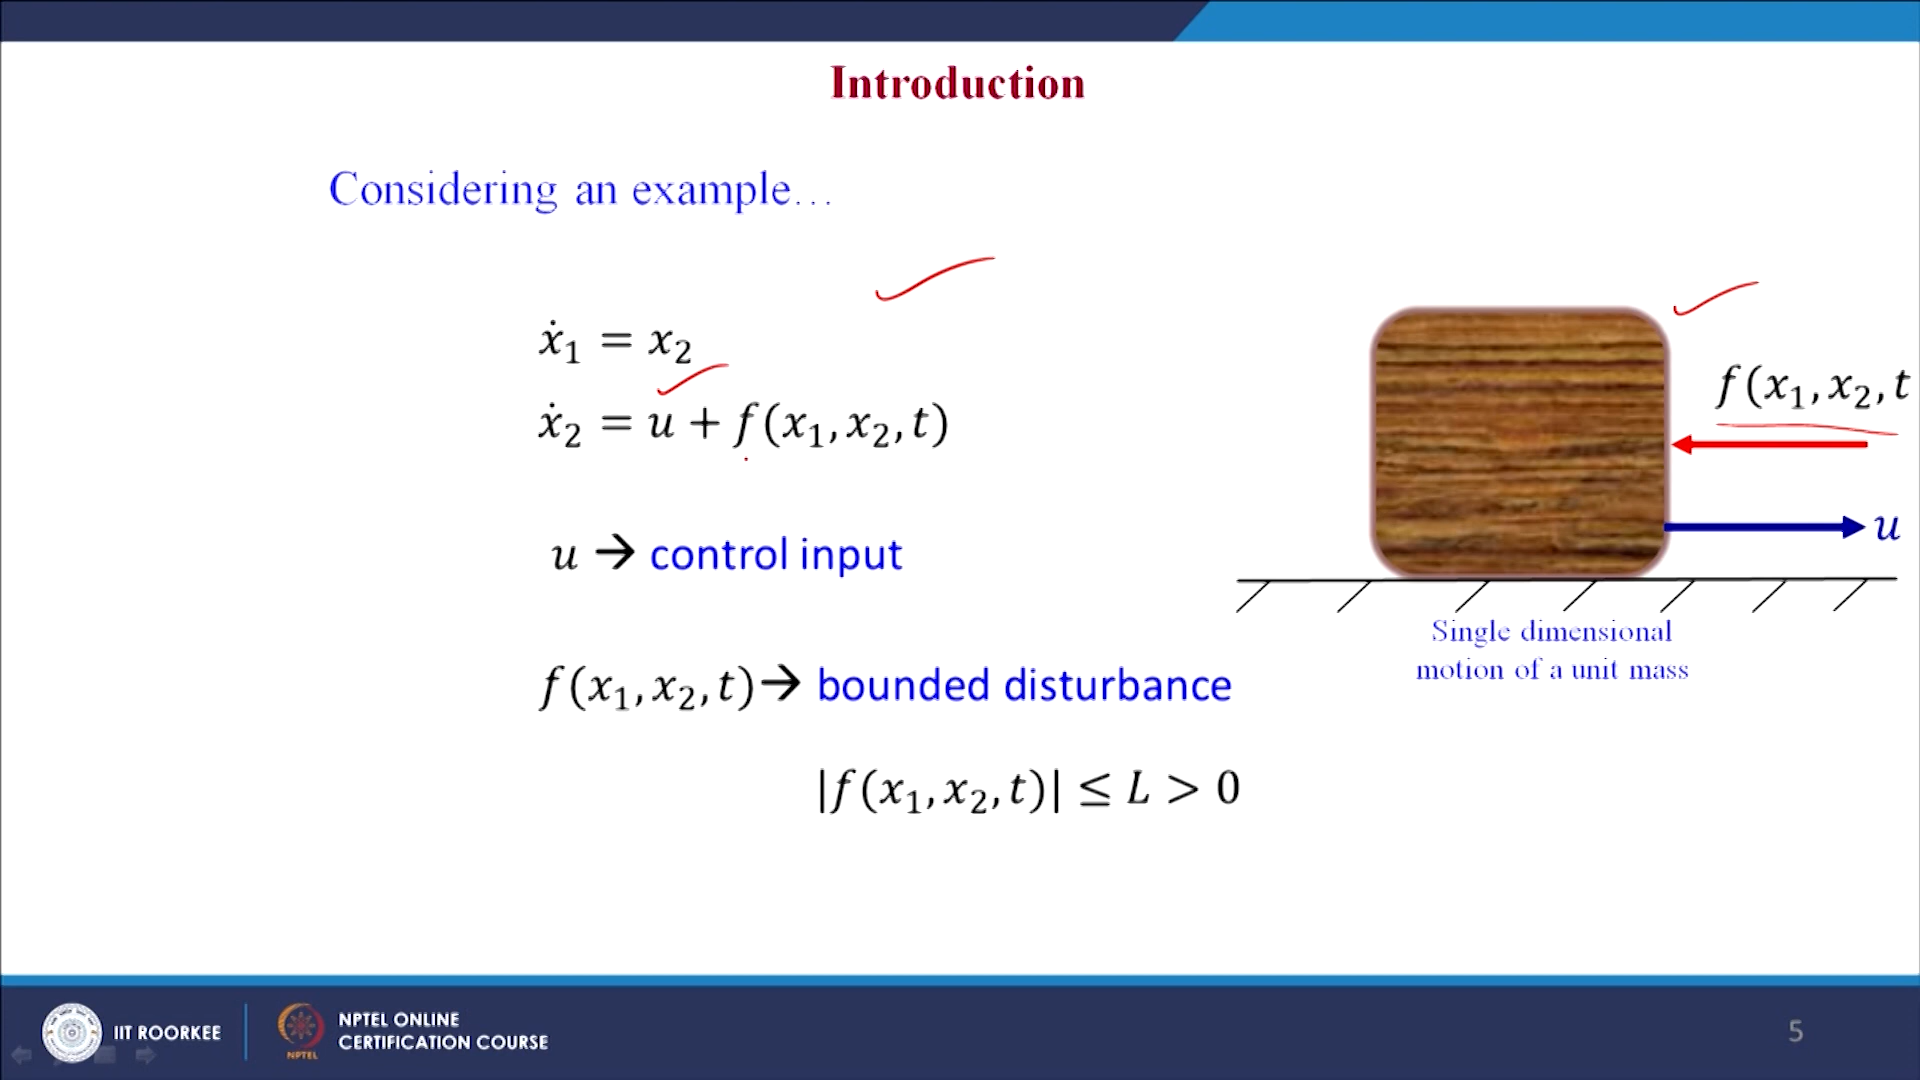 Introduction
Considering an example...
ẋ₁ = x₂
ẋ₂ = u + f(x₁, x₂, t)
u → control input
f(x₁, x₂, t) → bounded disturbance
|f(x₁, x₂, t)| ≤ L > 0
f(x₁, x₂, t
u
Single dimensional
motion of a unit mass
IIT ROORKEE
NPTEL
NPTEL ONLINE
CERTIFICATION COURSE
5